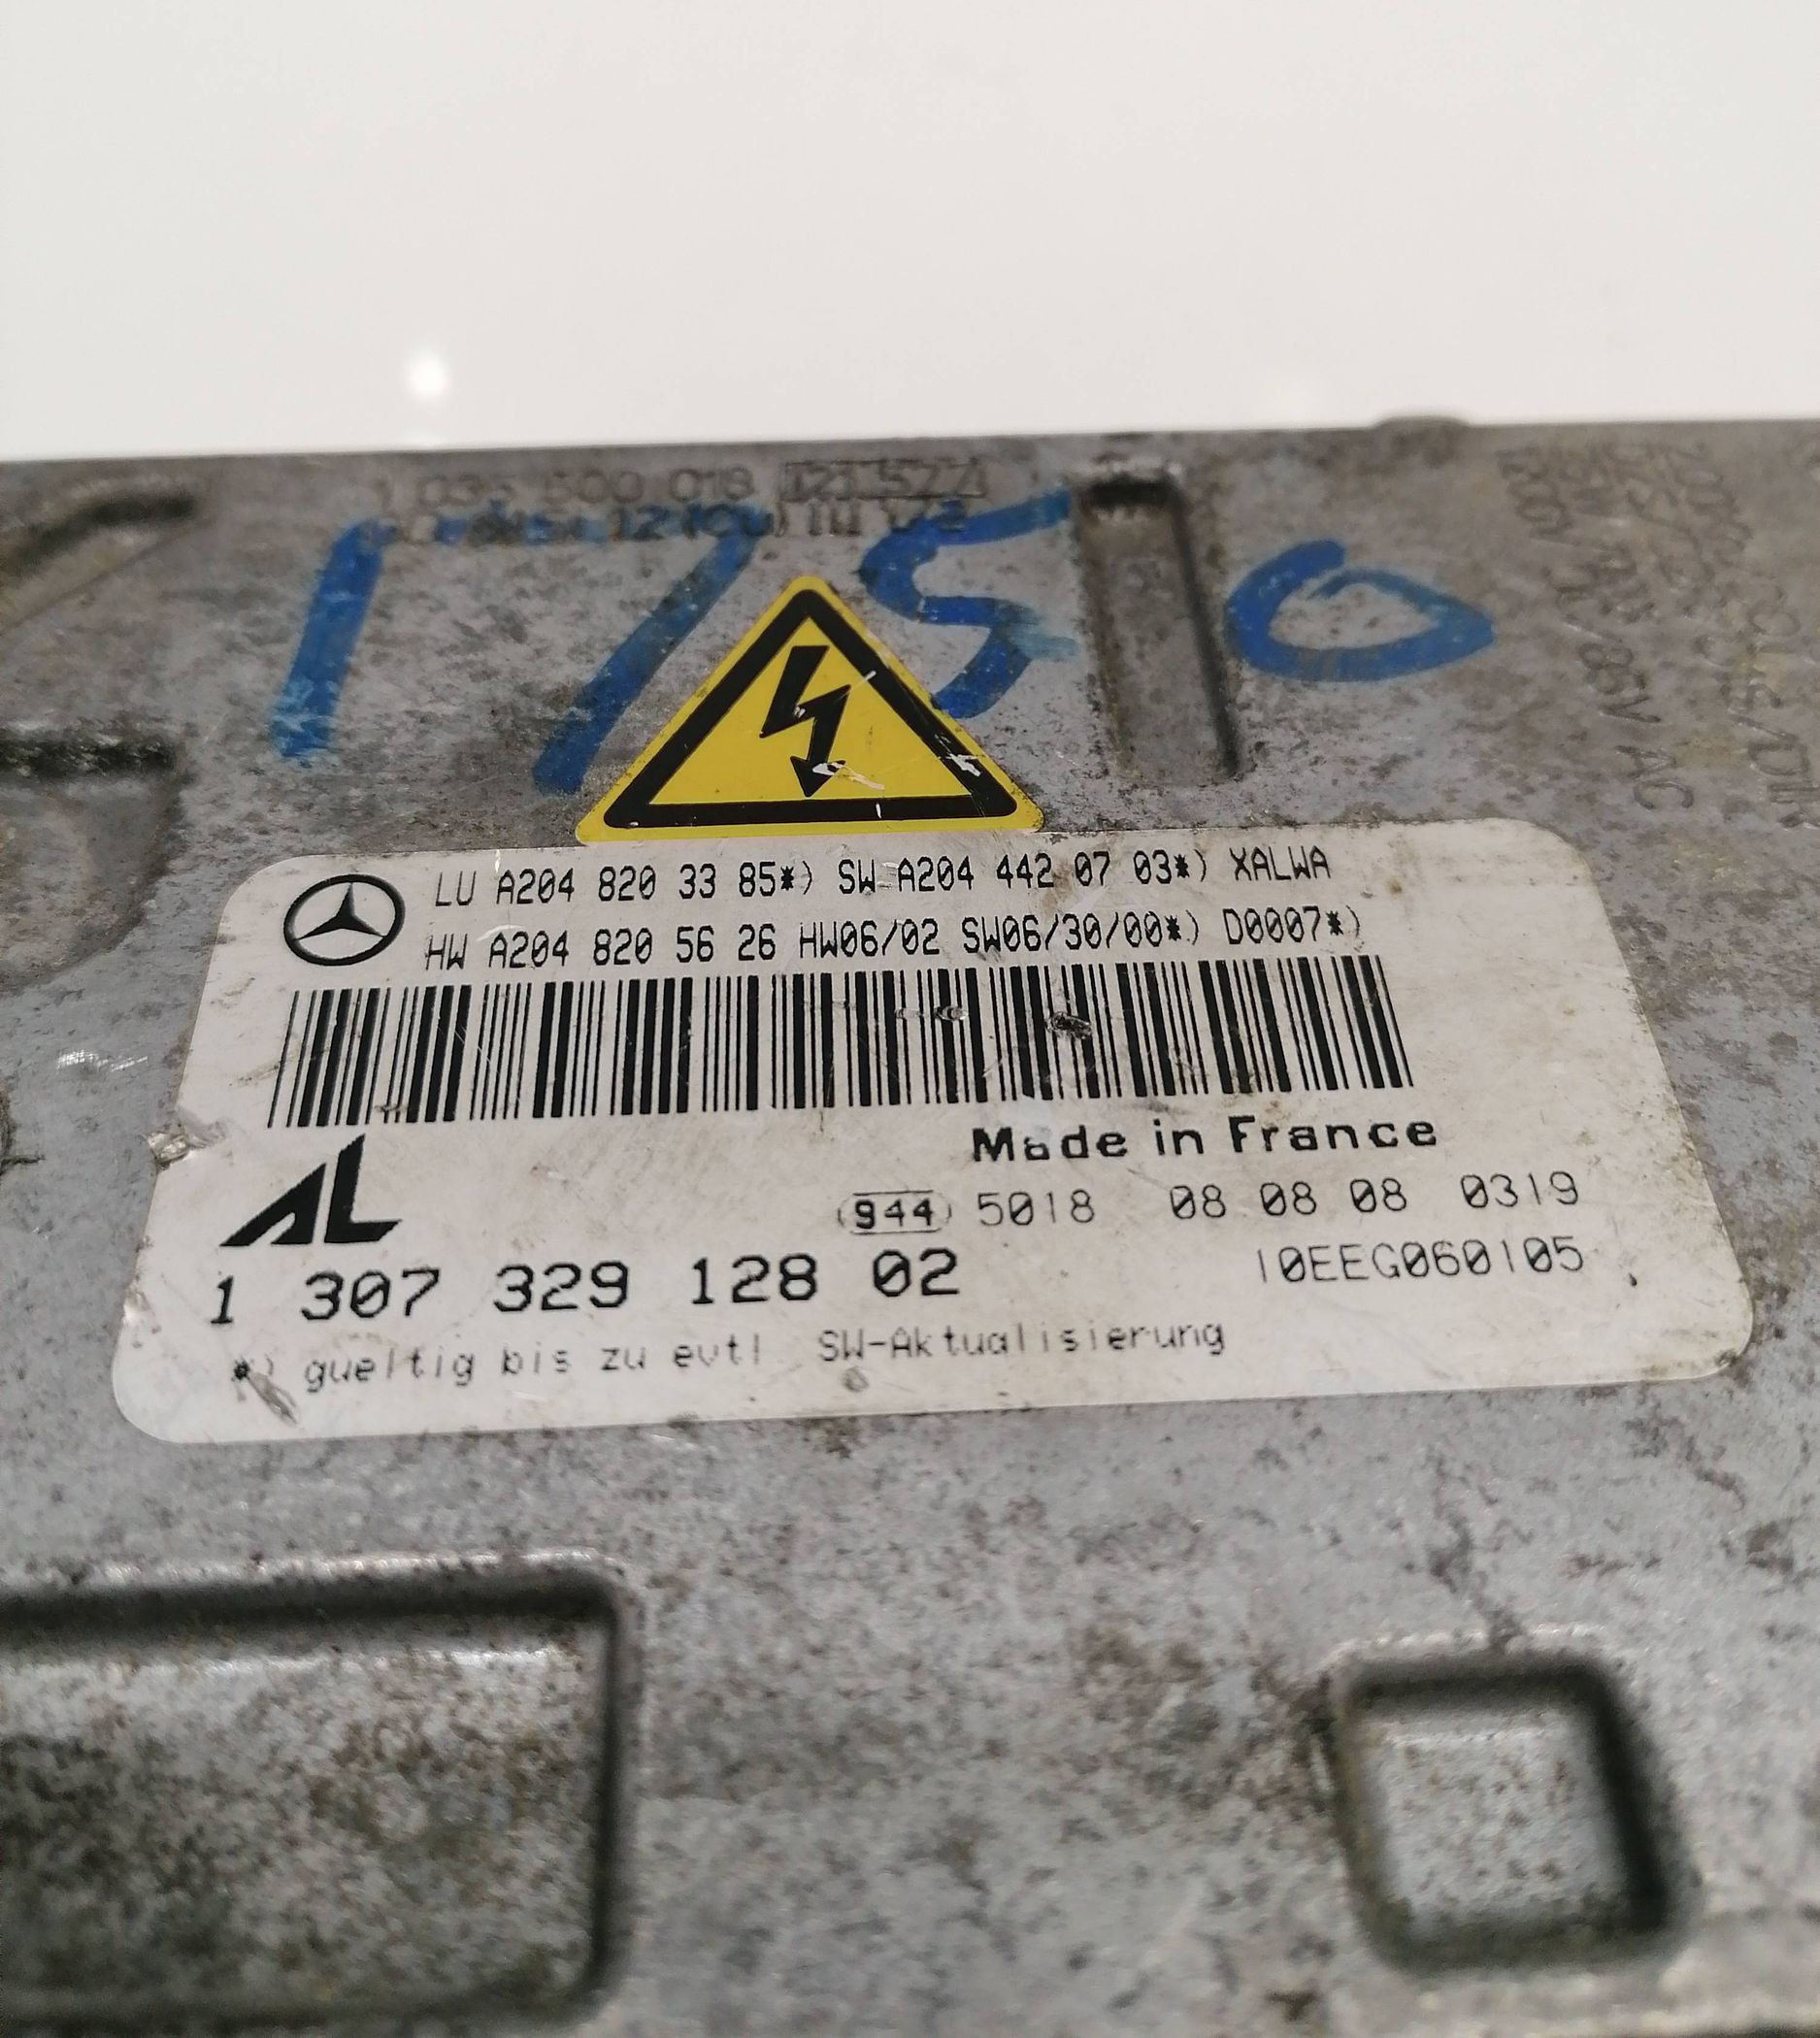 1750
LU A204 820 33 85*) SW A204 442 07 03*) XALWA
HW A204 820 56 26 HW06/02 SW06/30/00*) D0007*)
Made in France
AL
944 5018 08 08 08 0319
1 307 329 128 02
10EEG060105
*) gueltig bis zu evtl SW-Aktualisierung